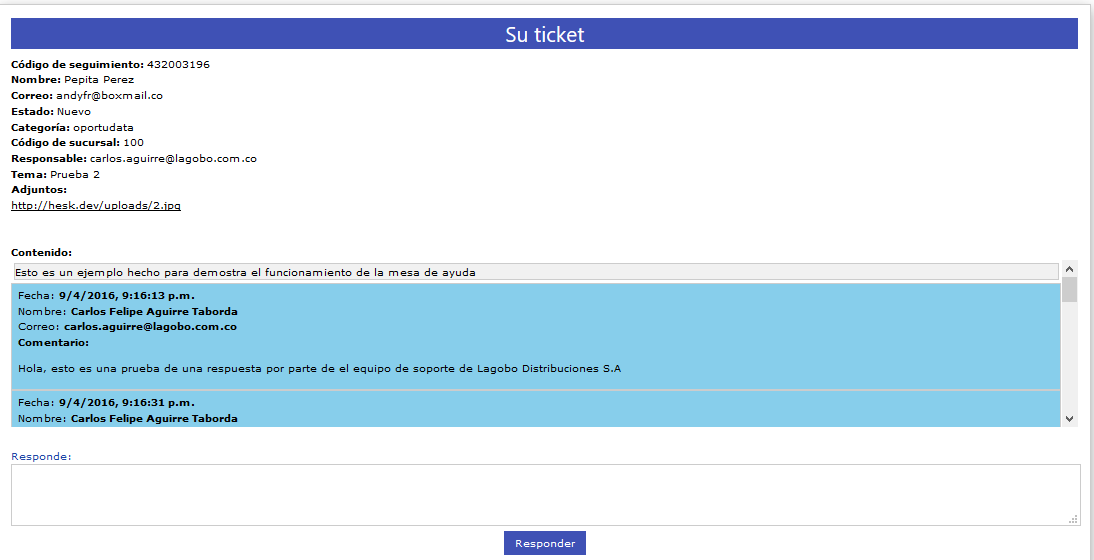 Su ticket
Código de seguimiento: 432003196
Nombre: Pepita Perez
Correo: andyfr@boxmail.co
Estado: Nuevo
Categoría: oportudata
Código de sucursal: 100
Responsable: carlos.aguirre@lagobo.com.co
Tema: Prueba 2
Adjuntos:
http://hesk.dev/uploads/2.jpg
Contenido:
Esto es un ejemplo hecho para demostra el funcionamiento de la mesa de ayuda
Fecha: 9/4/2016, 9:16:13 p.m.
Nombre: Carlos Felipe Aguirre Taborda
Correo: carlos.aguirre@lagobo.com.co
Comentario:
Hola, esto es una prueba de una respuesta por parte de el equipo de soporte de Lagobo Distribuciones S.A
Fecha: 9/4/2016, 9:16:31 p.m.
Nombre: Carlos Felipe Aguirre Taborda
Responde:
Responder